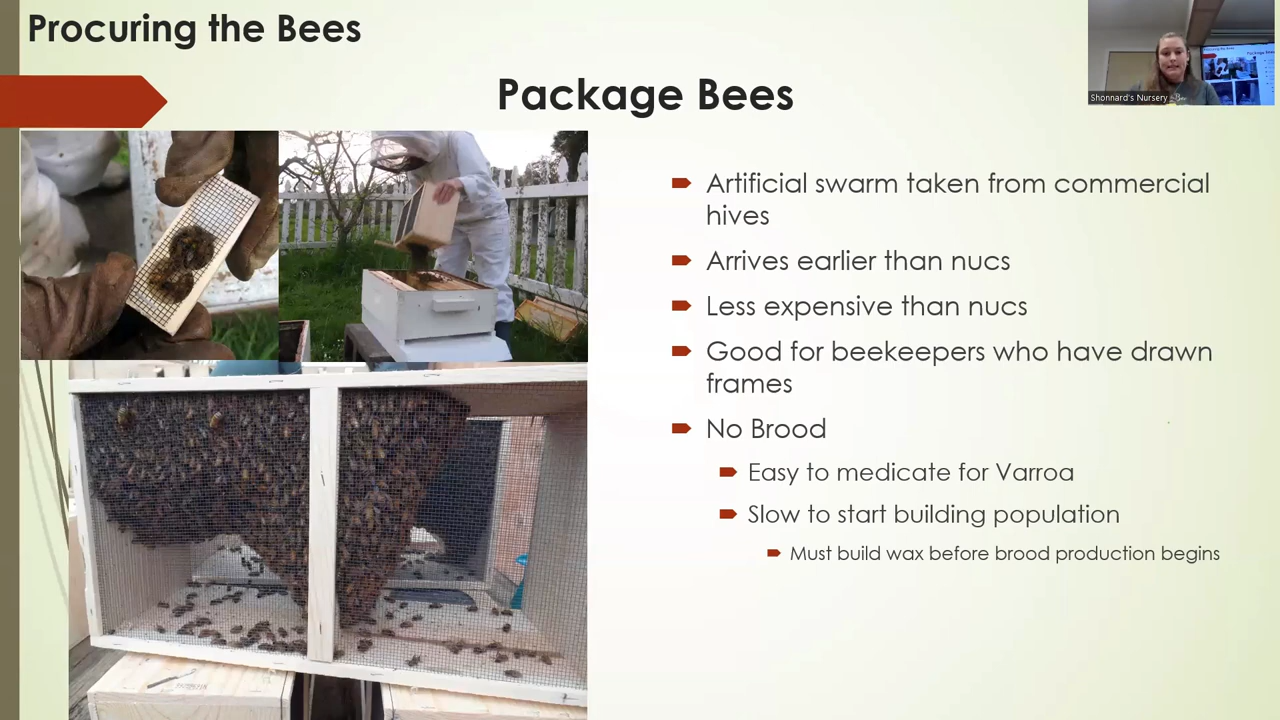 Procuring the Bees
Package Bees
Shonnard's Nursery
Artificial swarm taken from commercial
hives
Arrives earlier than nucs
Less expensive than nucs
Good for beekeepers who have drawn
frames
No Brood
Easy to medicate for Varroa
Slow to start building population
Must build wax before brood production begins